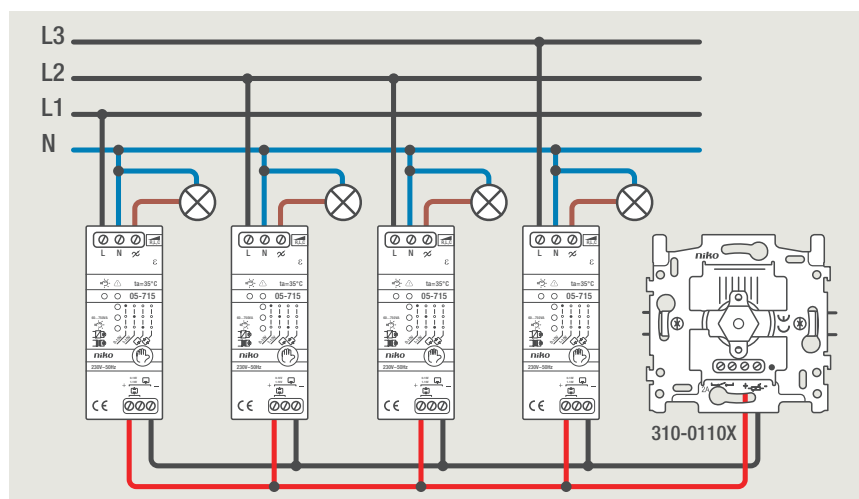 L3
L2
L1
N
L N R,L,C
ε
ta=35°C
05-715
niko
230V~50Hz
+ −
CE
L N R,L,C
ε
ta=35°C
05-715
niko
230V~50Hz
+ −
CE
L N R,L,C
ε
ta=35°C
05-715
niko
230V~50Hz
+ −
CE
L N R,L,C
ε
ta=35°C
05-715
niko
230V~50Hz
+ −
CE
niko
CE
2A + -
310-0110X